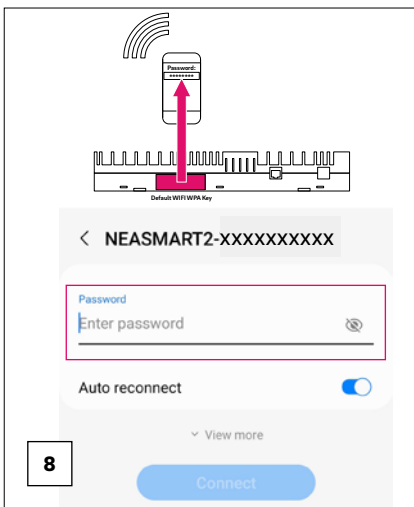 Password:
********
Default WIFI WPA Key
NEASMART2-XXXXXXXXXX
Password
Enter password
Auto reconnect
View more
Connect
8